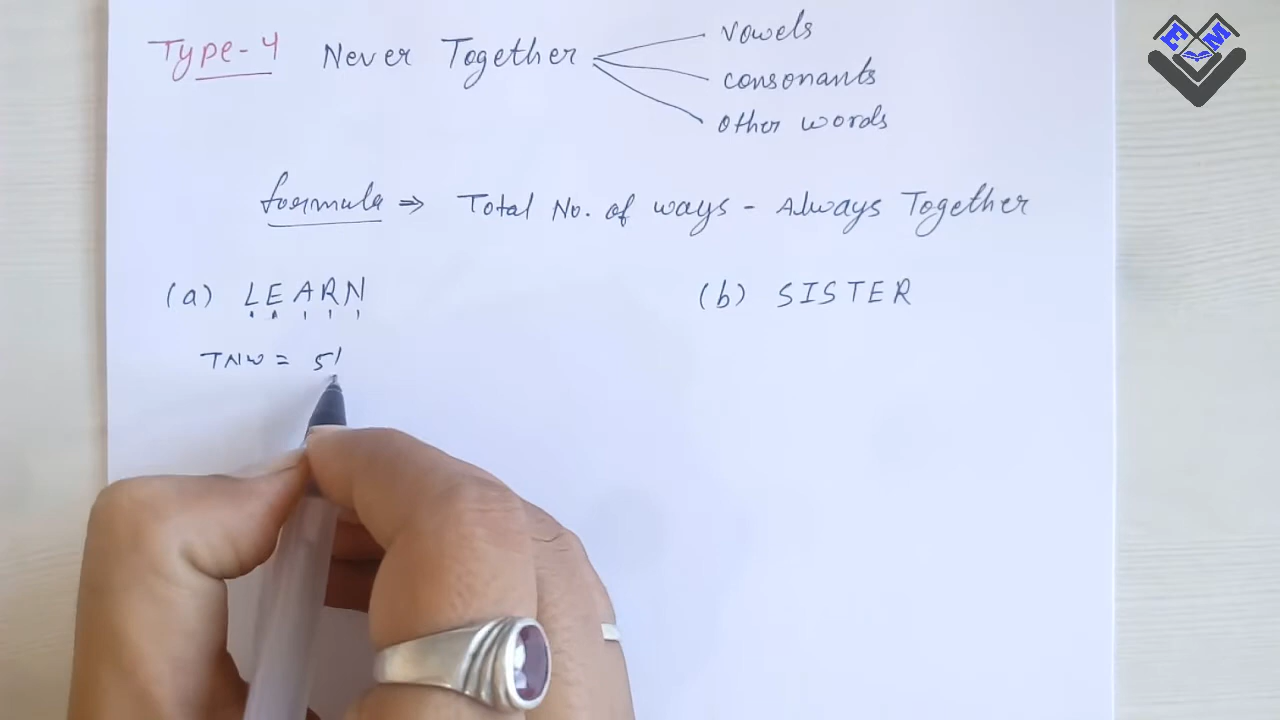 Type-4 Never Together
vowels
consonants
other words
formula ⇒ Total No. of ways - Always Together
(a) LEARN
(b) SISTER
TNW = 5!
FM